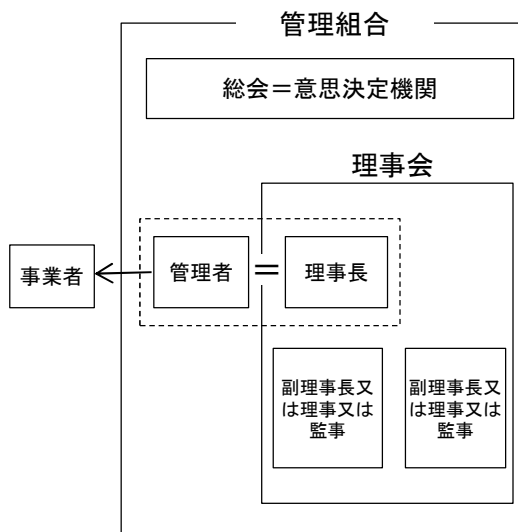 管理組合
総会＝意思決定機関
理事会
事業者
管理者
＝
理事長
副理事長又
は理事又は
監事
副理事長又
は理事又は
監事